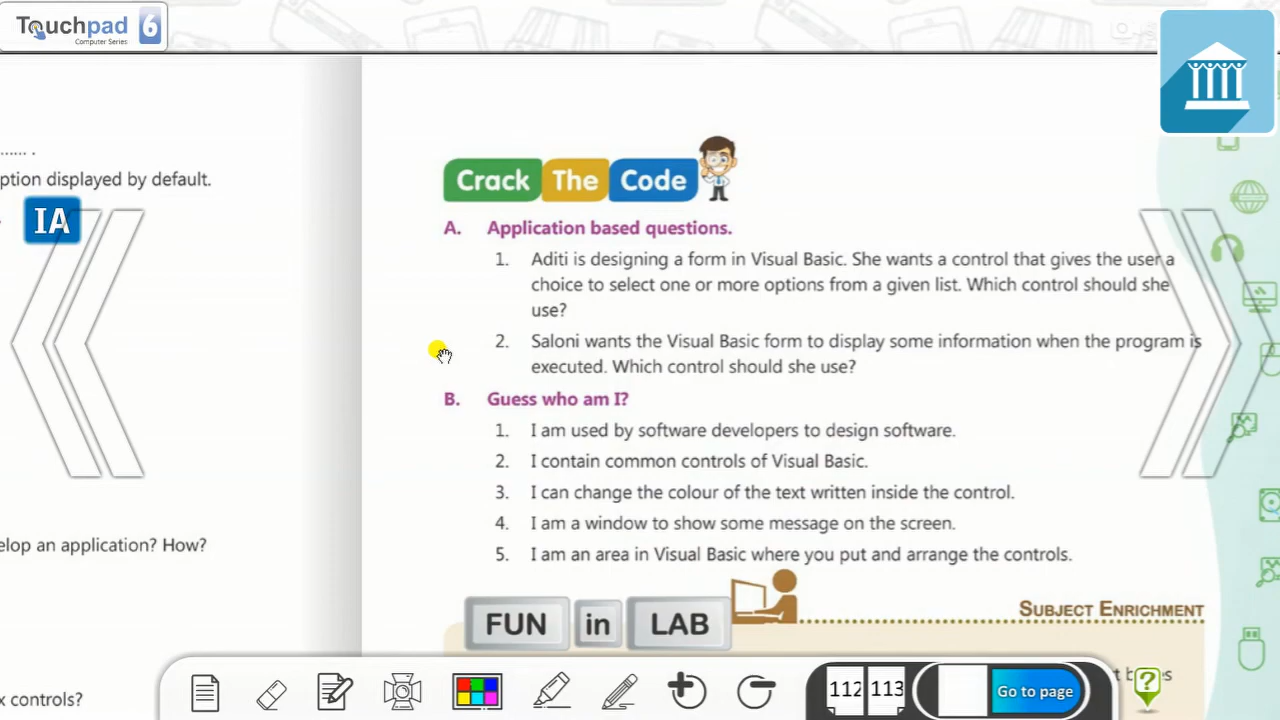 Touchpad 6
Computer Series
...... .
ption displayed by default.
IA
elop an application? How?
x controls?
Crack The Code
A. Application based questions.
1. Aditi is designing a form in Visual Basic. She wants a control that gives the user a
choice to select one or more options from a given list. Which control should she
use?
2. Saloni wants the Visual Basic form to display some information when the program is
executed. Which control should she use?
B. Guess who am I?
1. I am used by software developers to design software.
2. I contain common controls of Visual Basic.
3. I can change the colour of the text written inside the control.
4. I am a window to show some message on the screen.
5. I am an area in Visual Basic where you put and arrange the controls.
FUN in LAB
SUBJECT ENRICHMENT
112 113
Go to page